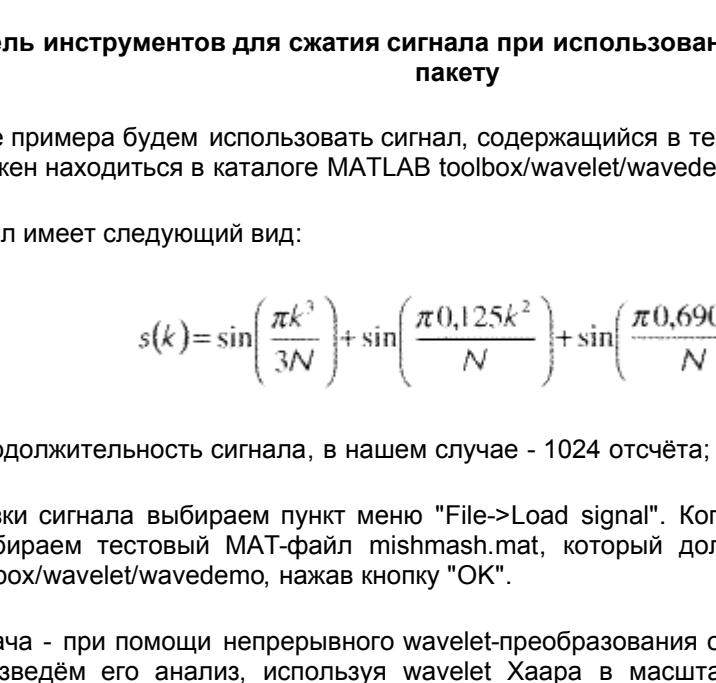 ель инструментов для сжатия сигнала при использован
пакету
е примера будем использовать сигнал, содержащийся в те
жен находиться в каталоге MATLAB toolbox/wavelet/wavede
л имеет следующий вид:
s(k)=sin(πk³/3N)+sin(π0,125k²/N)+sin(π0,690/N
одолжительность сигнала, в нашем случае - 1024 отсчёта;
вки сигнала выбираем пункт меню "File->Load signal". Ког
бираем тестовый MAT-файл mishmash.mat, который дол
box/wavelet/wavedemo, нажав кнопку "OK".
ача - при помощи непрерывного wavelet-преобразования о
зведём его анализ, используя wavelet Хаара в масшта